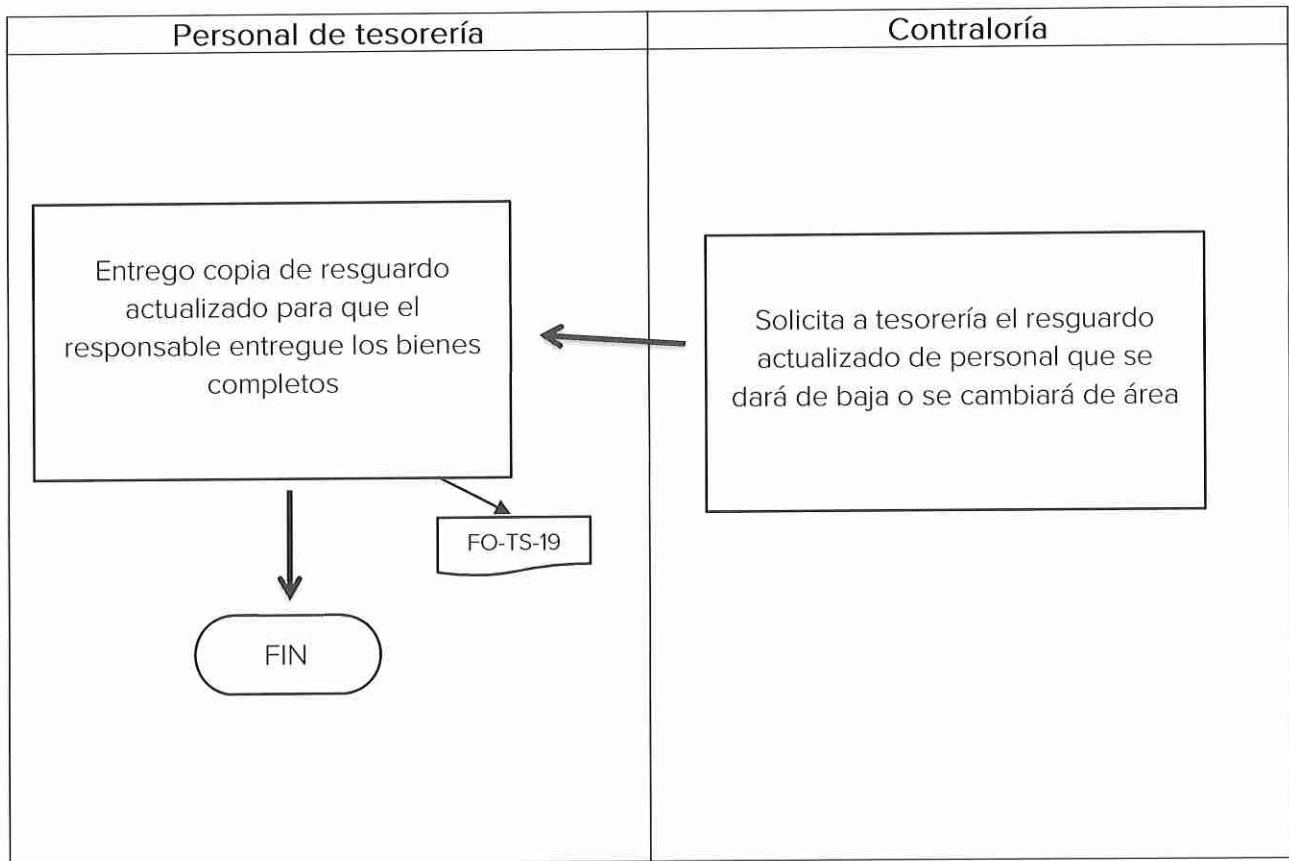 Personal de tesorería
Contraloría
Entrego copia de resguardo
actualizado para que el
responsable entregue los bienes
completos
Solicita a tesorería el resguardo
actualizado de personal que se
dará de baja o se cambiará de área
FO-TS-19
FIN